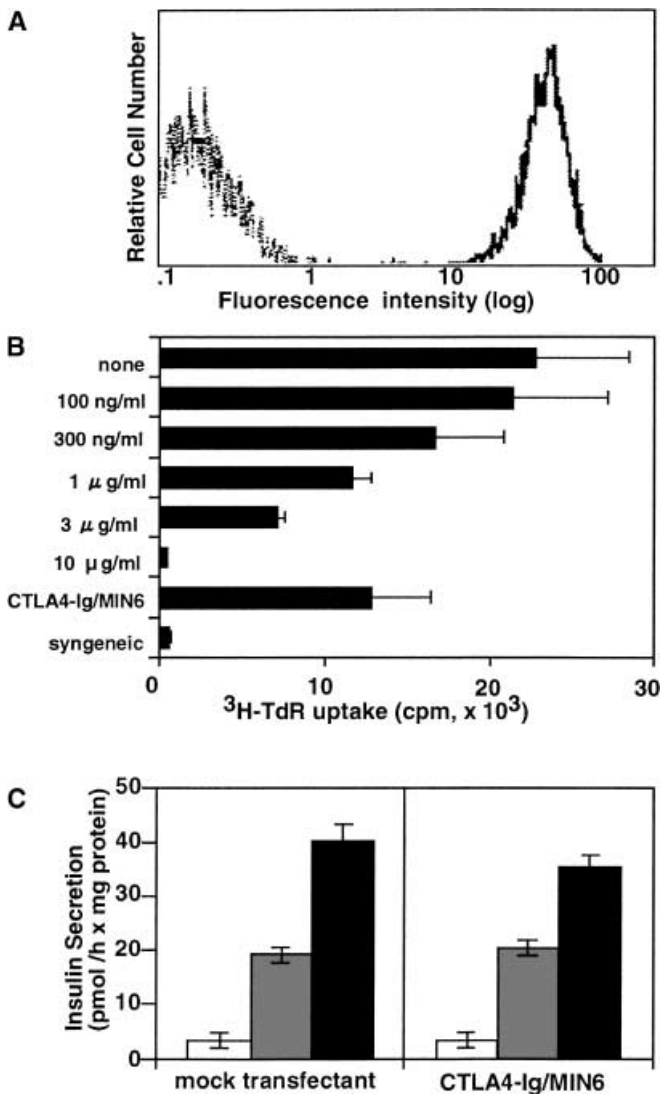 A
Relative Cell Number
.1 1 10 100
Fluorescence intensity (log)
B
none
100 ng/ml
300 ng/ml
1 μ g/ml
3 μ g/ml
10 μ g/ml
CTLA4-Ig/MIN6
syngeneic
0 10 20 30
³H-TdR uptake (cpm, x 10³)
C
Insulin Secretion
(pmol /h x mg protein)
50
40
30
20
10
0
mock transfectant CTLA4-Ig/MIN6